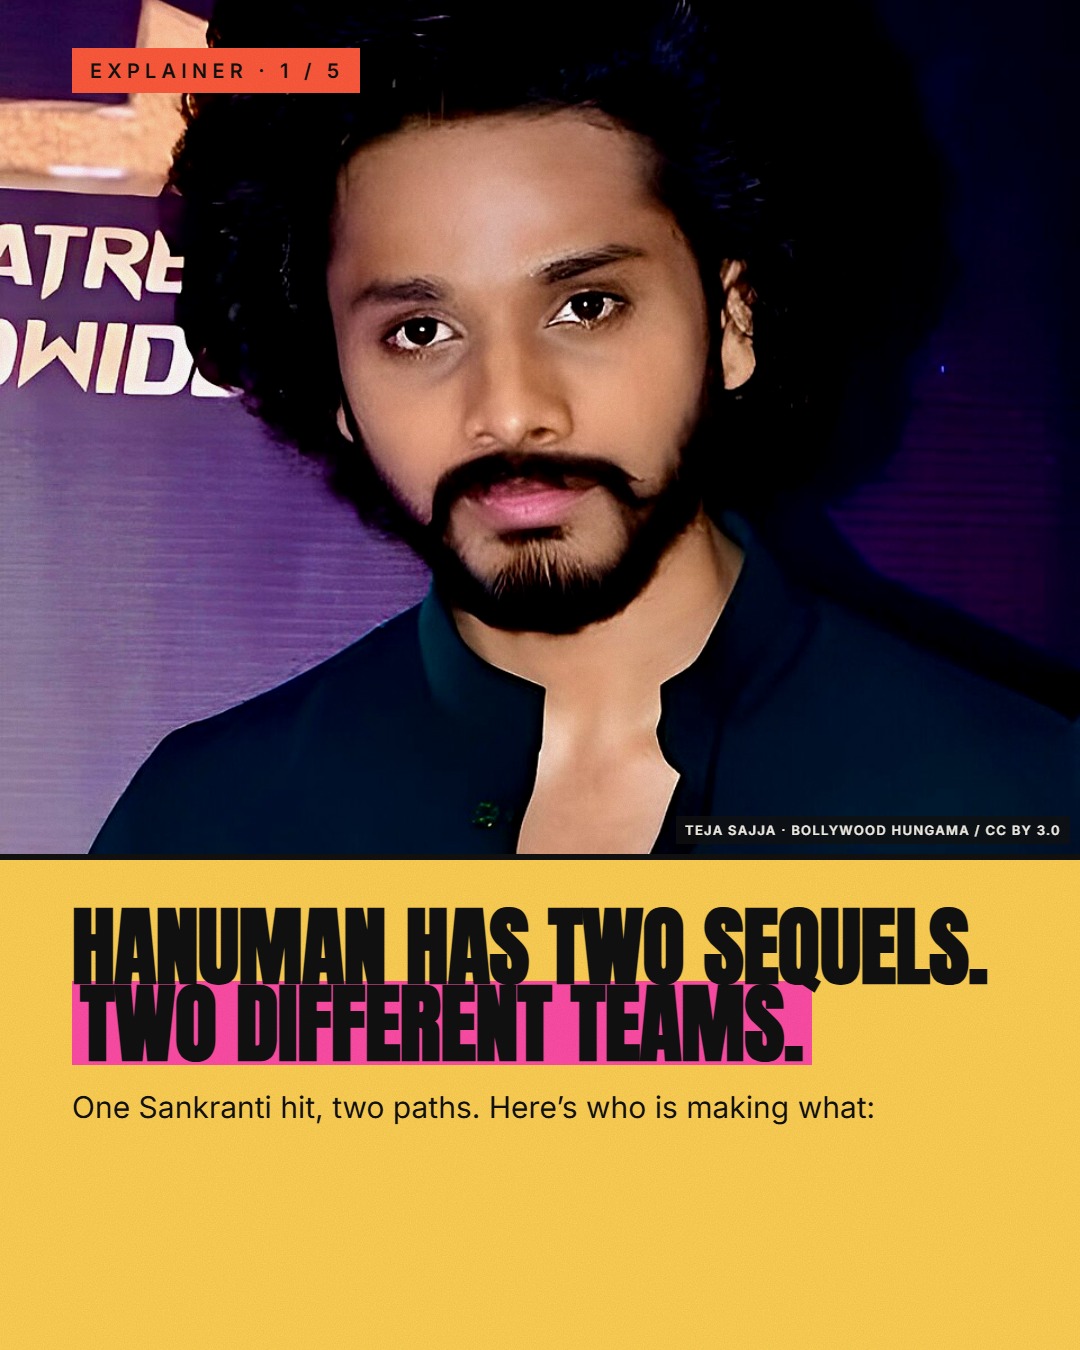 EXPLAINER · 1 / 5
ATRE
WIDE
TEJA SAJJA · BOLLYWOOD HUNGAMA / CC BY 3.0
HANUMAN HAS TWO SEQUELS.
TWO DIFFERENT TEAMS.
One Sankranti hit, two paths. Here’s who is making what: